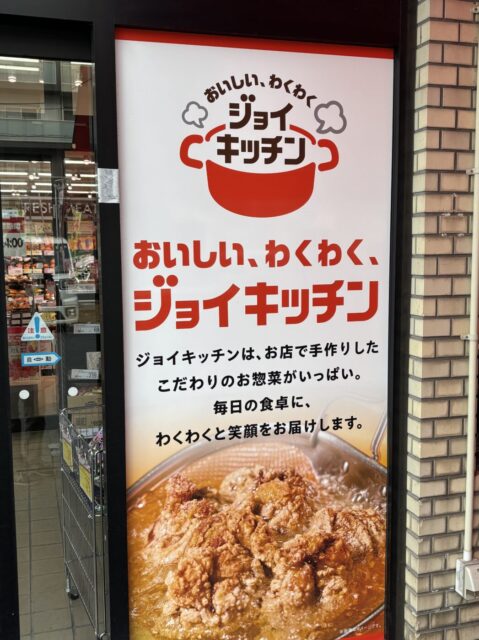 おいしい、わくわく
ジョイ
キッチン
おいしい、わくわく、
ジョイキッチン
ジョイキッチンは、お店で手作りした
こだわりのお惣菜がいっぱい。
毎日の食卓に、
わくわくと笑顔をお届けします。
注意
自動